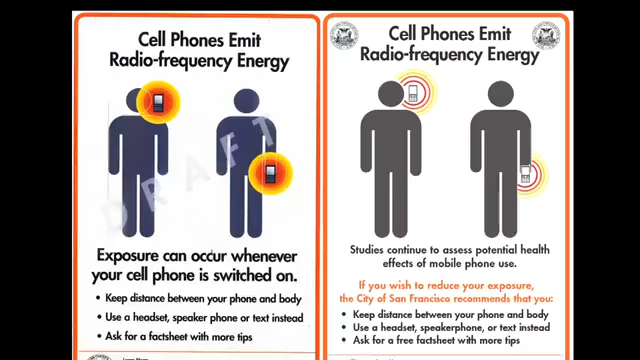 Cell Phones Emit
Radio-frequency Energy
DRAFT
Exposure can occur whenever
your cell phone is switched on.
• Keep distance between your phone and body
• Use a headset, speaker phone or text instead
• Ask for a factsheet with more tips
Cell Phones Emit
Radio-frequency Energy
Studies continue to assess potential health
effects of mobile phone use.
If you wish to reduce your exposure,
the City of San Francisco recommends that you:
• Keep distance between your phone and body
• Use a headset, speakerphone, or text instead
• Ask for a free factsheet with more tips